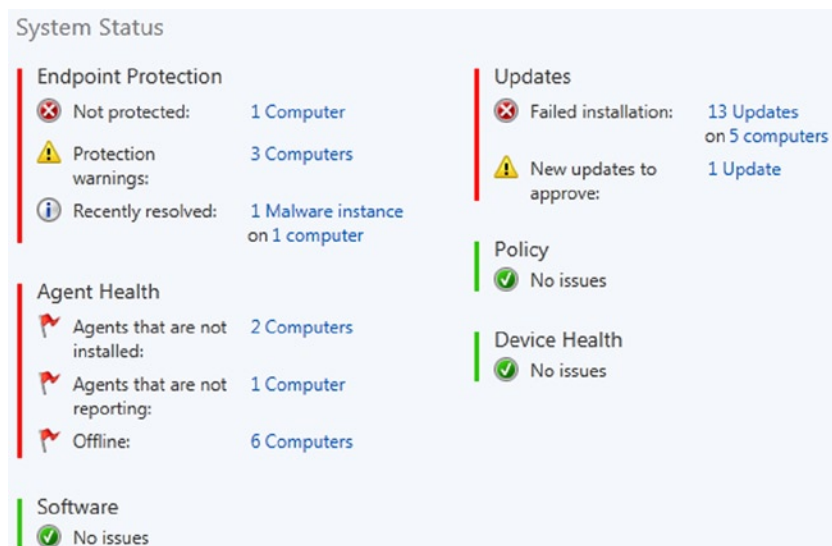 System Status
Endpoint Protection
Not protected: 1 Computer
Protection warnings: 3 Computers
Recently resolved: 1 Malware instance
on 1 computer
Agent Health
Agents that are not installed: 2 Computers
Agents that are not reporting: 1 Computer
Offline: 6 Computers
Software
No issues
Updates
Failed installation: 13 Updates
on 5 computers
New updates to approve: 1 Update
Policy
No issues
Device Health
No issues